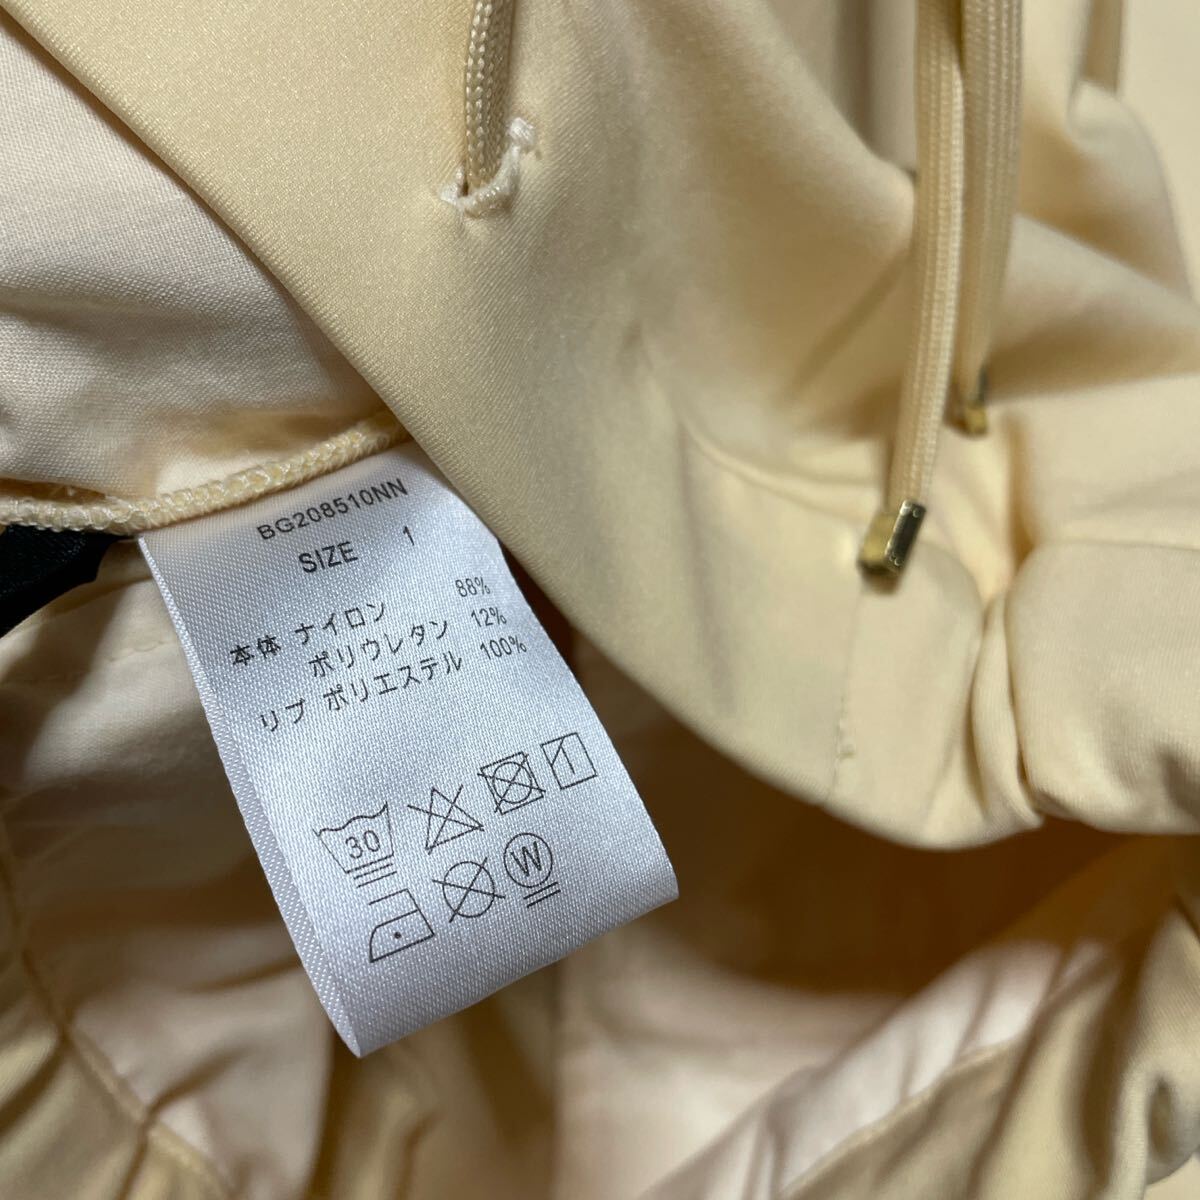 BG208510NN
SIZE 1
本体 ナイロン 88%
ポリウレタン 12%
リブ ポリエステル 100%
30
W